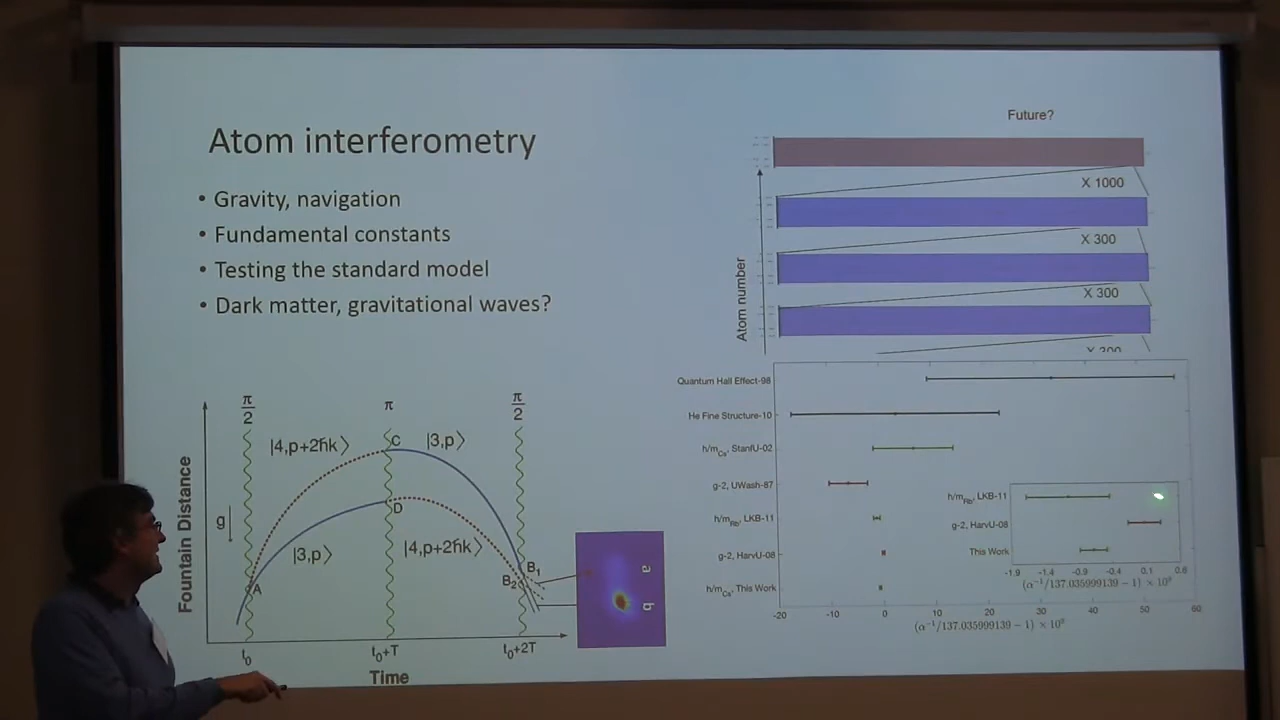 Atom interferometry
• Gravity, navigation
• Fundamental constants
• Testing the standard model
• Dark matter, gravitational waves?
Future?
X 1000
X 300
X 300
X 300
Atom number
π/2
π
π/2
|4,p+2ħk⟩
C
|3,p⟩
g
D
|3,p⟩
|4,p+2ħk⟩
A
B₁
B₂
a
b
Fountain Distance
t₀
t₀+T
t₀+2T
Time
Quantum Hall Effect-98
He Fine Structure-10
h/m_Cs, StanfU-02
g-2, UWash-87
h/m_Rb, LKB-11
g-2, HarvU-08
h/m_Cs, This Work
-20 0 10 20 30 40 50 60
(α⁻¹/137.035999139 − 1) × 10⁹
h/m_Rb, LKB-11
g-2, HarvU-08
This Work
-1.9 -1.4 -0.9 -0.4 0.1 0.6
(α⁻¹/137.035999139 − 1) × 10⁹